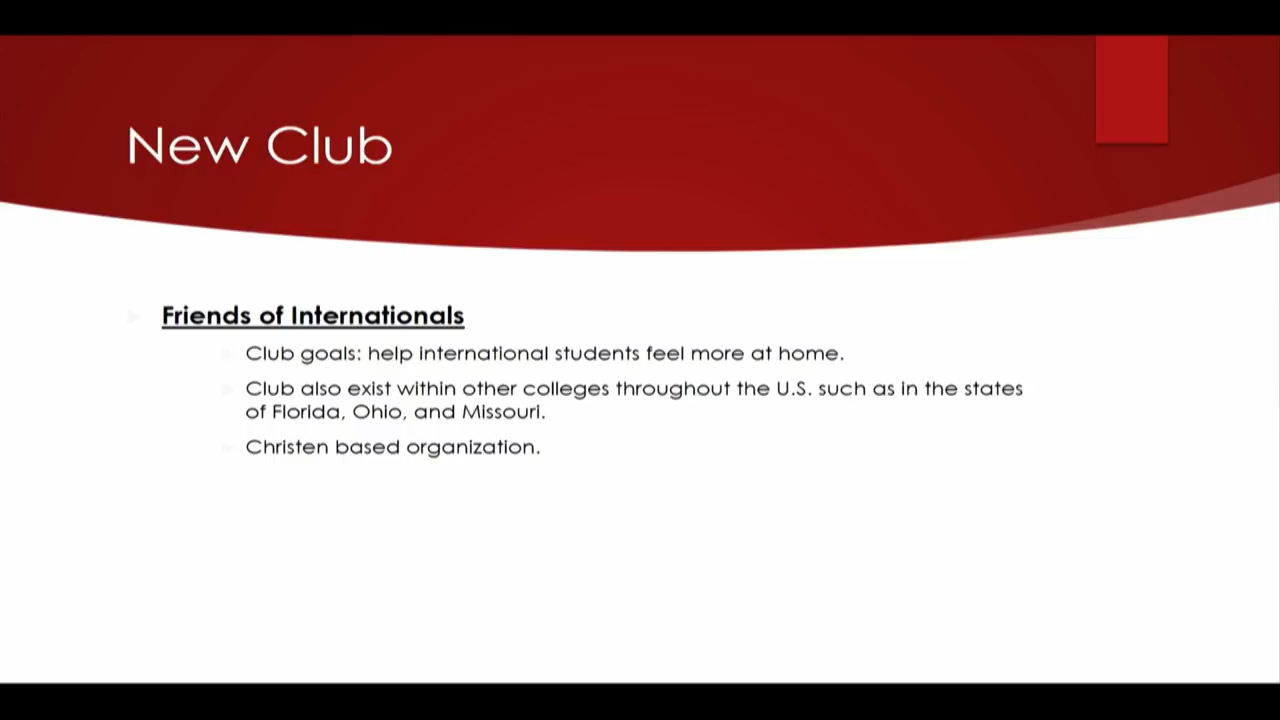 New Club
Friends of Internationals
Club goals: help international students feel more at home.
Club also exist within other colleges throughout the U.S. such as in the states
of Florida, Ohio, and Missouri.
Christen based organization.